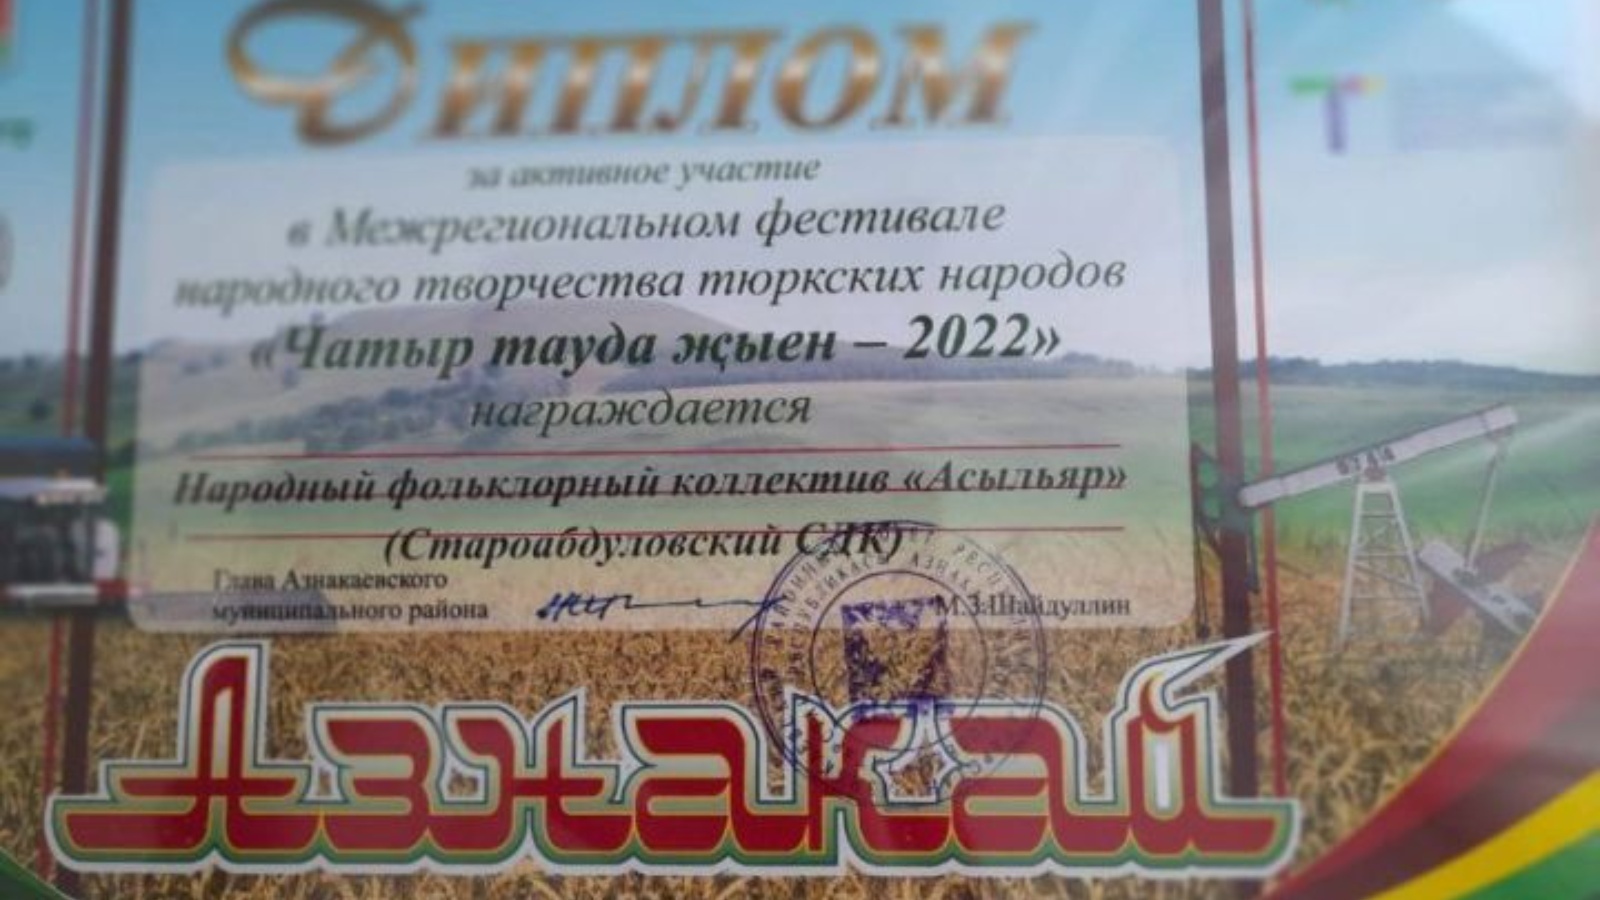 Диплом
за активное участие
в Межрегиональном фестивале
народного творчества тюркских народов
«Чатыр тауда җыен – 2022»
награждается
Народный фольклорный коллектив «Асыльяр»
(Староабдуловский СДК)
Глава Азнакаевского
муниципального района
М.З.Шайдуллин
Азнакай